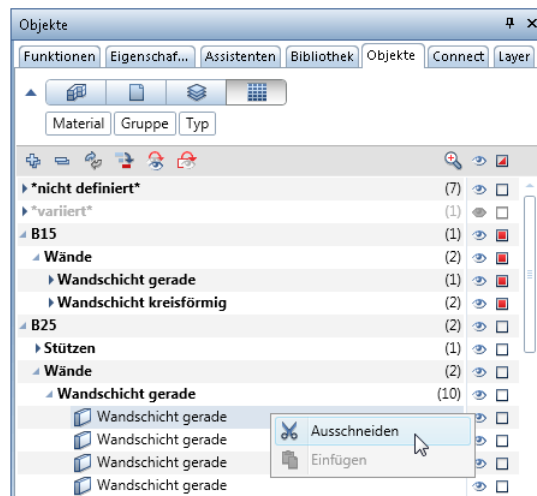 Objekte
Funktionen Eigenschaf... Assistenten Bibliothek Objekte Connect Layer
Material Gruppe Typ
*nicht definiert* (7)
*variiert* (1)
B15 (1)
Wände (2)
Wandschicht gerade (1)
Wandschicht kreisförmig (2)
B25 (2)
Stützen (1)
Wände (2)
Wandschicht gerade (10)
Wandschicht gerade
Ausschneiden
Wandschicht gerade
Einfügen
Wandschicht gerade
Wandschicht gerade